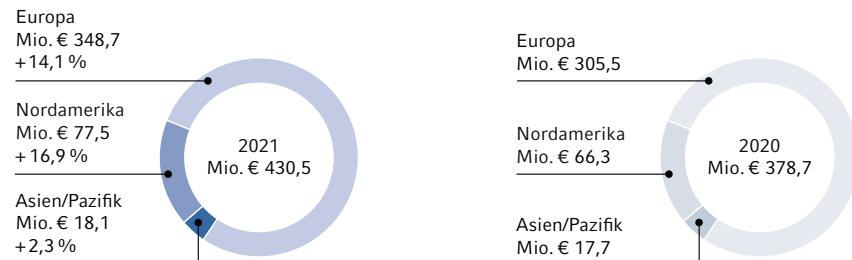 Europa
Mio. € 348,7
+14,1 %
Nordamerika
Mio. € 77,5
+16,9 %
Asien/Pazifik
Mio. € 18,1
+2,3 %
2021
Mio. € 430,5
Europa
Mio. € 305,5
Nordamerika
Mio. € 66,3
Asien/Pazifik
Mio. € 17,7
2020
Mio. € 378,7